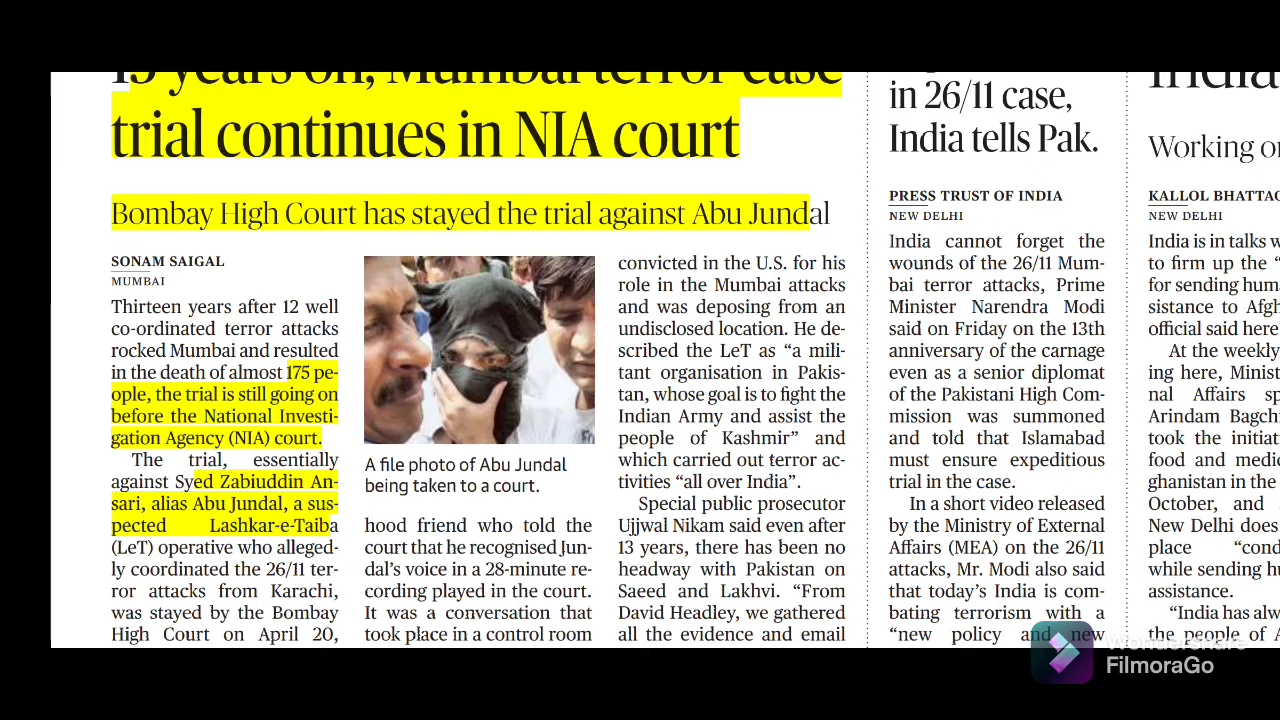 13 years on, Mumbai terror case
trial continues in NIA court
Bombay High Court has stayed the trial against Abu Jundal
SONAM SAIGAL
MUMBAI
Thirteen years after 12 well
co-ordinated terror attacks
rocked Mumbai and resulted
in the death of almost 175 pe-
ople, the trial is still going on
before the National Investi-
gation Agency (NIA) court.
The trial, essentially
against Syed Zabiuddin An-
sari, alias Abu Jundal, a sus-
pected Lashkar-e-Taiba
(LeT) operative who alleged-
ly coordinated the 26/11 ter-
ror attacks from Karachi,
was stayed by the Bombay
High Court on April 20,
A file photo of Abu Jundal
being taken to a court.
hood friend who told the
court that he recognised Jun-
dal’s voice in a 28-minute re-
cording played in the court.
It was a conversation that
took place in a control room
convicted in the U.S. for his
role in the Mumbai attacks
and was deposing from an
undisclosed location. He de-
scribed the LeT as “a mili-
tant organisation in Pakis-
tan, whose goal is to fight the
Indian Army and assist the
people of Kashmir” and
which carried out terror ac-
tivities “all over India”.
Special public prosecutor
Ujjwal Nikam said even after
13 years, there has been no
headway with Pakistan on
Saeed and Lakhvi. “From
David Headley, we gathered
all the evidence and email
in 26/11 case,
India tells Pak.
PRESS TRUST OF INDIA
NEW DELHI
India cannot forget the
wounds of the 26/11 Mum-
bai terror attacks, Prime
Minister Narendra Modi
said on Friday on the 13th
anniversary of the carnage
even as a senior diplomat
of the Pakistani High Com-
mission was summoned
and told that Islamabad
must ensure expeditious
trial in the case.
In a short video released
by the Ministry of External
Affairs (MEA) on the 26/11
attacks, Mr. Modi also said
that today’s India is com-
bating terrorism with a
“new policy and new
India
Working on
KALLOL BHATTAC
NEW DELHI
India is in talks w
to firm up the “
for sending hum
sistance to Afgh
official said here
At the weekly
ing here, Minist
nal Affairs sp
Arindam Bagch
took the initiat
food and medic
ghanistan in the
October, and
New Delhi does
place “cond
while sending hu
assistance.
“India has alw
the people of A
Wondershare
FilmoraGo